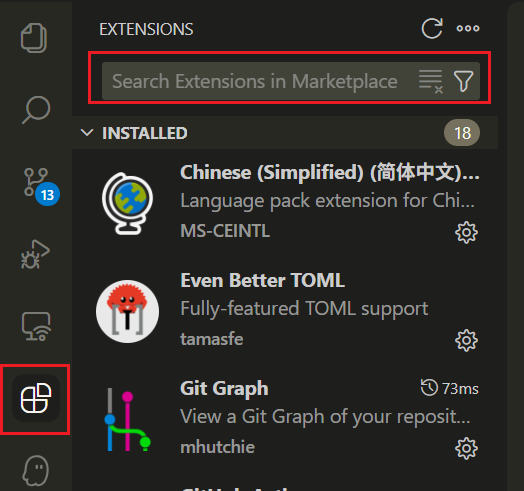 EXTENSIONS
Search Extensions in Marketplace
INSTALLED 18
Chinese (Simplified) (简体中文)...
Language pack extension for Chi...
MS-CEINTL
13
Even Better TOML
Fully-featured TOML support
tamasfe
Git Graph 73ms
View a Git Graph of your reposit...
mhutchie